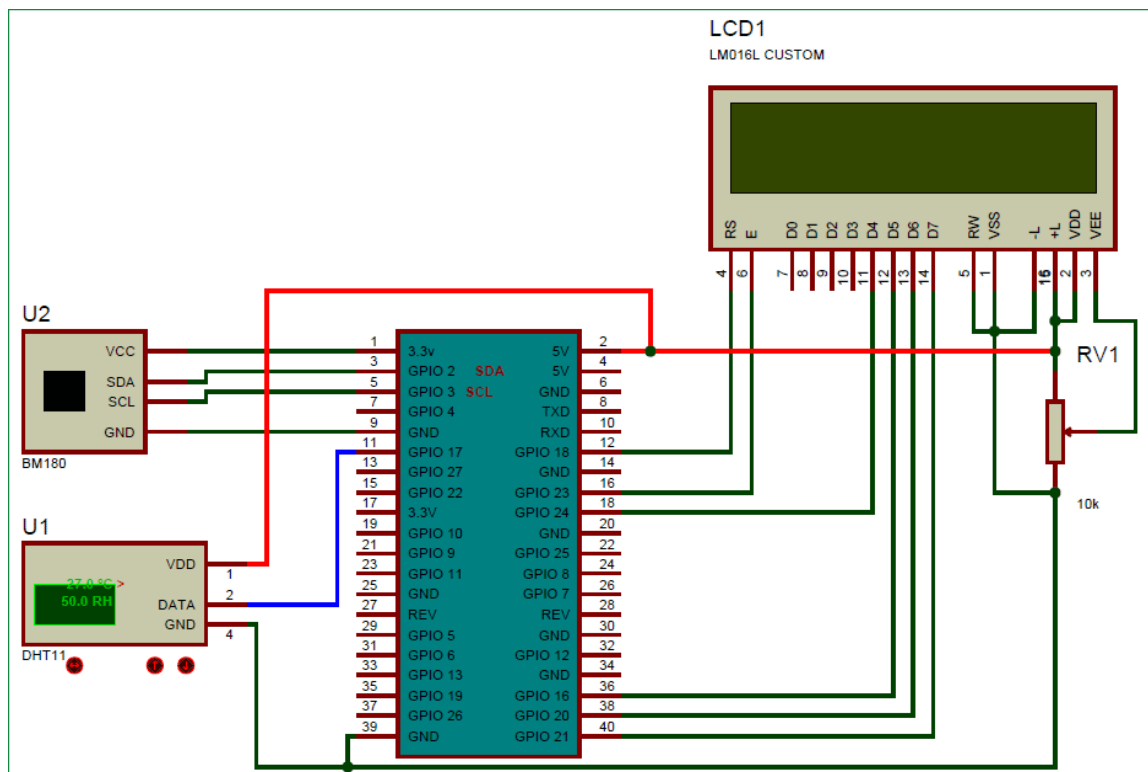 LCD1
LM016L CUSTOM
RS E D0 D1 D2 D3 D4 D5 D6 D7 RW VSS -L +L VDD VEE
4 6 7 8 9 10 11 12 13 14 5 1 2 3
RV1
10k
U2
VCC
SDA
SCL
GND
BM180
U1
27.0 °C >
50.0 RH
VDD 1
DATA 2
GND 4
DHT11
1 3.3v 5V 2
3 GPIO 2 SDA 5V 4
5 GPIO 3 SCL GND 6
7 GPIO 4 TXD 8
9 GND RXD 10
11 GPIO 17 GPIO 18 12
13 GPIO 27 GND 14
15 GPIO 22 GPIO 23 16
17 3.3V GPIO 24 18
19 GPIO 10 GND 20
21 GPIO 9 GPIO 25 22
23 GPIO 11 GPIO 8 24
25 GND GPIO 7 26
27 REV REV 28
29 GPIO 5 GND 30
31 GPIO 6 GPIO 12 32
33 GPIO 13 GND 34
35 GPIO 19 GPIO 16 36
37 GPIO 26 GPIO 20 38
39 GND GPIO 21 40